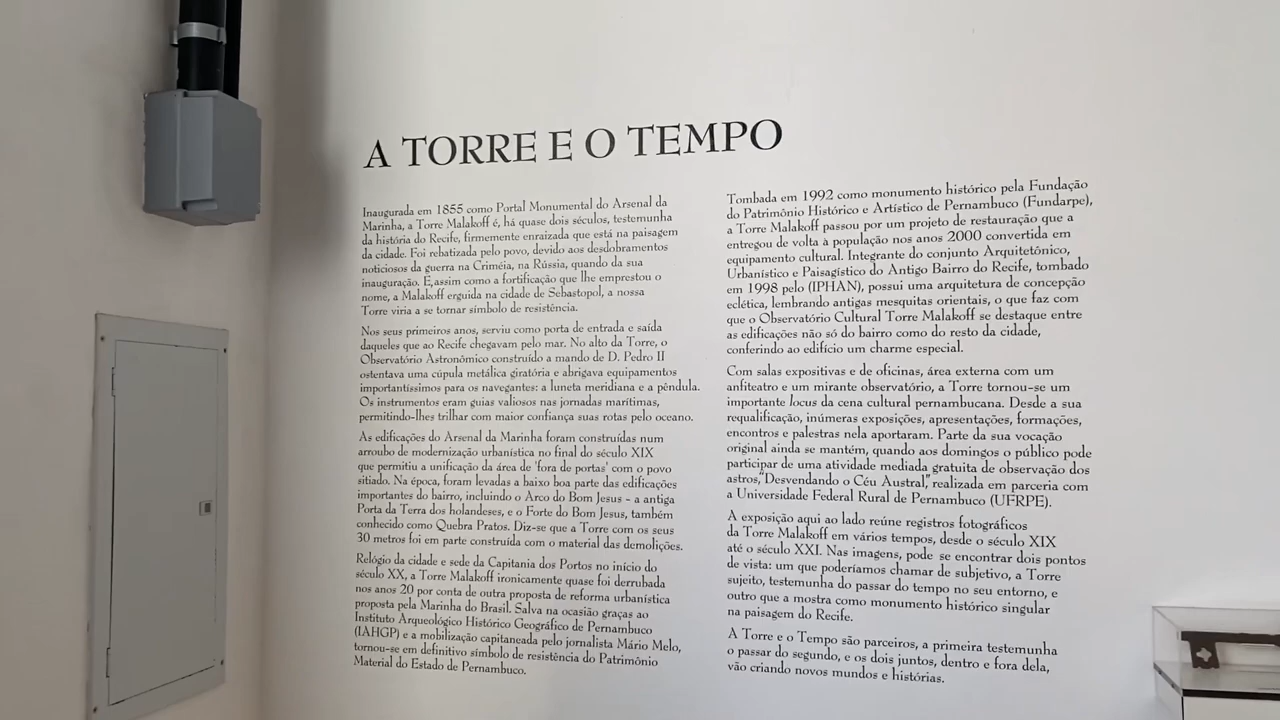 A TORRE E O TEMPO
Inaugurada em 1855 como Portal Monumental do Arsenal da
Marinha, a Torre Malakoff é, há quase dois séculos, testemunha
da história do Recife, firmemente enraizada que está na paisagem
da cidade. Foi rebatizada pelo povo, devido aos desdobramentos
noticiosos da guerra na Criméia, na Rússia, quando da sua
inauguração. E,assim como a fortificação que lhe emprestou o
nome, a Malakoff erguida na cidade de Sebastopol, a nossa
Torre viria a se tornar símbolo de resistência.
Nos seus primeiros anos, serviu como porta de entrada e saída
daqueles que ao Recife chegavam pelo mar. No alto da Torre, o
Observatório Astronômico construído a mando de D. Pedro II
ostentava uma cúpula metálica giratória e abrigava equipamentos
importantíssimos para os navegantes: a luneta meridiana e a pêndula.
Os instrumentos eram guias valiosos nas jornadas marítimas,
permitindo-lhes trilhar com maior confiança suas rotas pelo oceano.
As edificações do Arsenal da Marinha foram construídas num
arroubo de modernização urbanística no final do século XIX
que permitiu a unificação da área de 'fora de portas' com o povo
sitiado. Na época, foram levadas a baixo boa parte das edificações
importantes do bairro, incluindo o Arco do Bom Jesus - a antiga
Porta da Terra dos holandeses, e o Forte do Bom Jesus, também
conhecido como Quebra Pratos. Diz-se que a Torre com os seus
30 metros foi em parte construída com o material das demolições.
Relógio da cidade e sede da Capitania dos Portos no início do
século XX, a Torre Malakoff ironicamente quase foi derrubada
nos anos 20 por conta de outra proposta de reforma urbanística
proposta pela Marinha do Brasil. Salva na ocasião graças ao
Instituto Arqueológico Histórico Geográfico de Pernambuco
(IAHGP) e a mobilização capitaneada pelo jornalista Mário Melo,
tornou-se em definitivo símbolo de resistência do Patrimônio
Material do Estado de Pernambuco.
Tombada em 1992 como monumento histórico pela Fundação
do Patrimônio Histórico e Artístico de Pernambuco (Fundarpe),
a Torre Malakoff passou por um projeto de restauração que a
entregou de volta à população nos anos 2000 convertida em
equipamento cultural. Integrante do conjunto Arquitetônico,
Urbanístico e Paisagístico do Antigo Bairro do Recife, tombado
em 1998 pelo (IPHAN), possui uma arquitetura de concepção
eclética, lembrando antigas mesquitas orientais, o que faz com
que o Observatório Cultural Torre Malakoff se destaque entre
as edificações não só do bairro como do resto da cidade,
conferindo ao edifício um charme especial.
Com salas expositivas e de oficinas, área externa com um
anfiteatro e um mirante observatório, a Torre tornou-se um
importante locus da cena cultural pernambucana. Desde a sua
requalificação, inúmeras exposições, apresentações, formações,
encontros e palestras nela aportaram. Parte da sua vocação
original ainda se mantém, quando aos domingos o público pode
participar de uma atividade mediada gratuita de observação dos
astros,"Desvendando o Céu Austral," realizada em parceria com
a Universidade Federal Rural de Pernambuco (UFRPE).
A exposição aqui ao lado reúne registros fotográficos
da Torre Malakoff em vários tempos, desde o século XIX
até o século XXI. Nas imagens, pode se encontrar dois pontos
de vista: um que poderíamos chamar de subjetivo, a Torre
sujeito, testemunha do passar do tempo no seu entorno, e
outro que a mostra como monumento histórico singular
na paisagem do Recife.
A Torre e o Tempo são parceiros, a primeira testemunha
o passar do segundo, e os dois juntos, dentro e fora dela,
vão criando novos mundos e histórias.